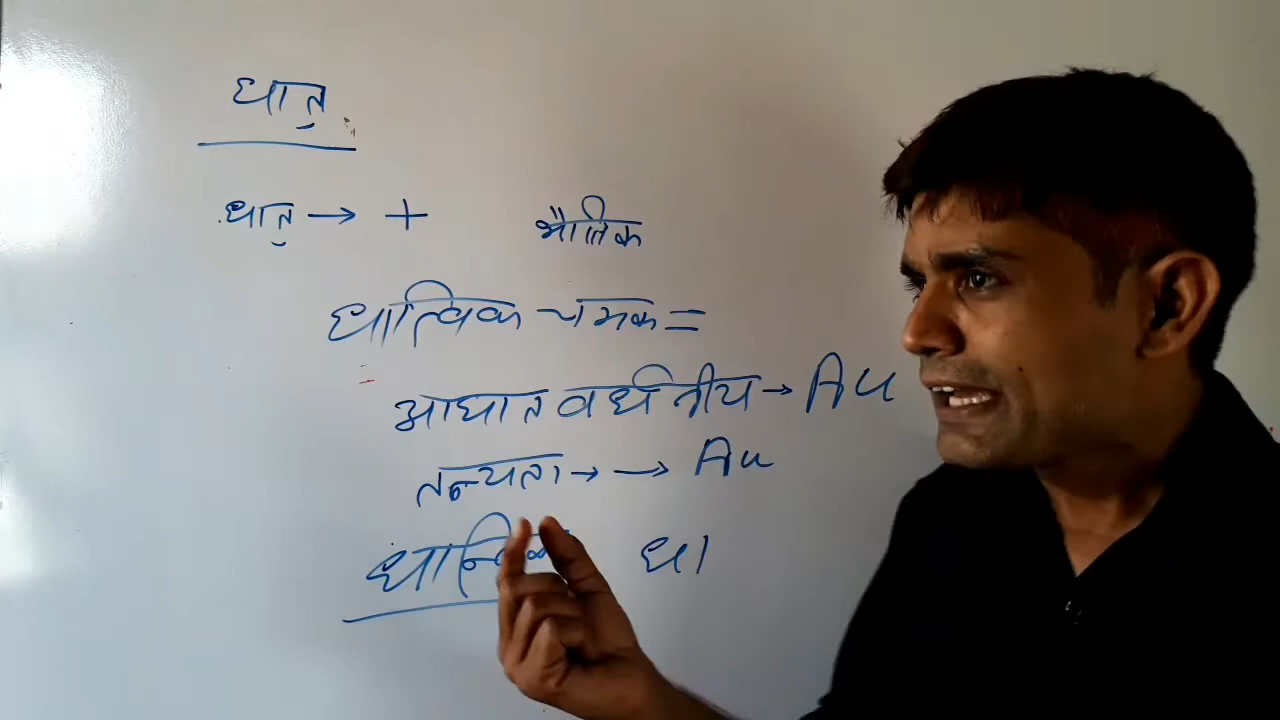 धातु
धातु → + भौतिक
धात्विक चमक =
आघातवर्धनीय → Au
तन्यता → → Au
धा